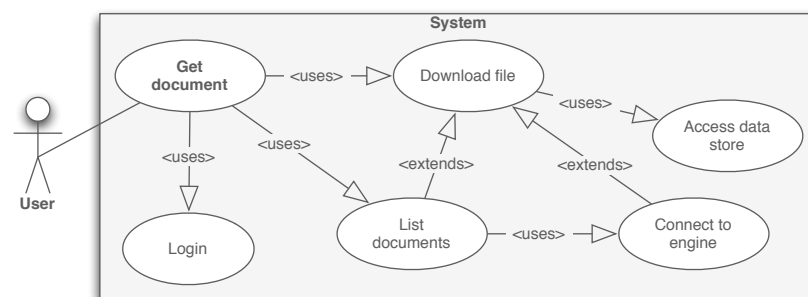 System
Get
document
<uses>
Download file
<uses>
Access data
store
<uses>
<uses>
<extends>
<extends>
User
Login
List
documents
<uses>
Connect to
engine